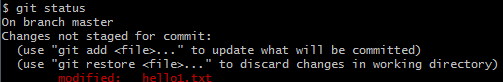 $ git status
On branch master
Changes not staged for commit:
  (use "git add <file>..." to update what will be committed)
  (use "git restore <file>..." to discard changes in working directory)
        modified:   hello1.txt